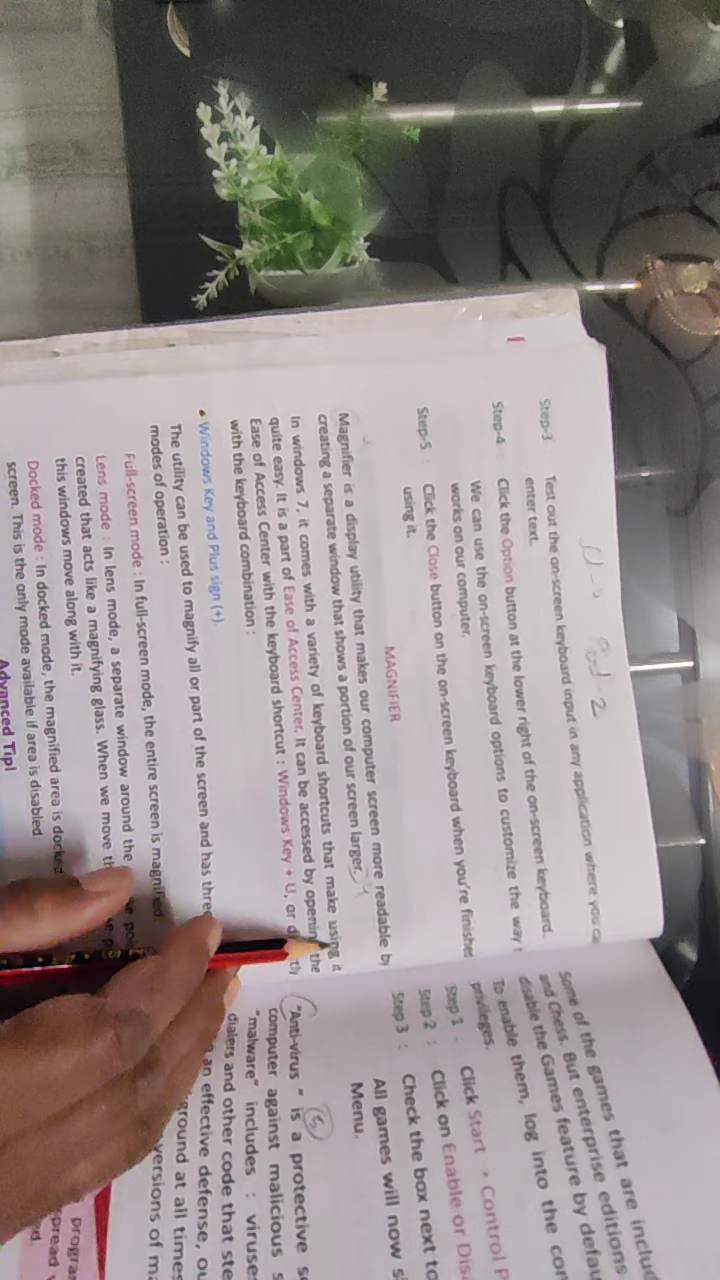 Step-3 : Test out the on-screen keyboard input in any application where you
enter text.
Step-4 : Click the Option button at the lower right of the on-screen keyboard.
We can use the on-screen keyboard options to customize the way
works on our computer.
Step-5 : Click the Close button on the on-screen keyboard when you're finished
using it.
MAGNIFIER
Magnifier is a display utility that makes our computer screen more readable by
creating a separate window that shows a portion of our screen larger.
In windows 7, it comes with a variety of keyboard shortcuts that make using it
quite easy. It is a part of Ease of Access Center. It can be accessed by opening the
Ease of Access Center with the keyboard shortcut : Windows Key + U, or
with the keyboard combination :
• Windows Key and Plus sign (+).
The utility can be used to magnify all or part of the screen and has three
modes of operation :
Full-screen mode : In full-screen mode, the entire screen is magnified.
Lens mode : In lens mode, a separate window around the
created that acts like a magnifying glass. When we move
this windows move along with it.
Docked mode : In docked mode, the magnified area is docked
screen. This is the only mode available if area is disabled.
Advanced Tip!
Some of the games that are
and Chess. But enterprise editions
disable the Games feature by
To enable them, log into the
privileges.
Step 1 : Click Start → Control
Step 2 : Click on Enable or
Step 3 : Check the box next to
All games will now
Menu.
5
"Anti-virus " is a protective
computer against malicious
"malware" includes :
dialers and other code that
an effective defense,
at all times
versions of